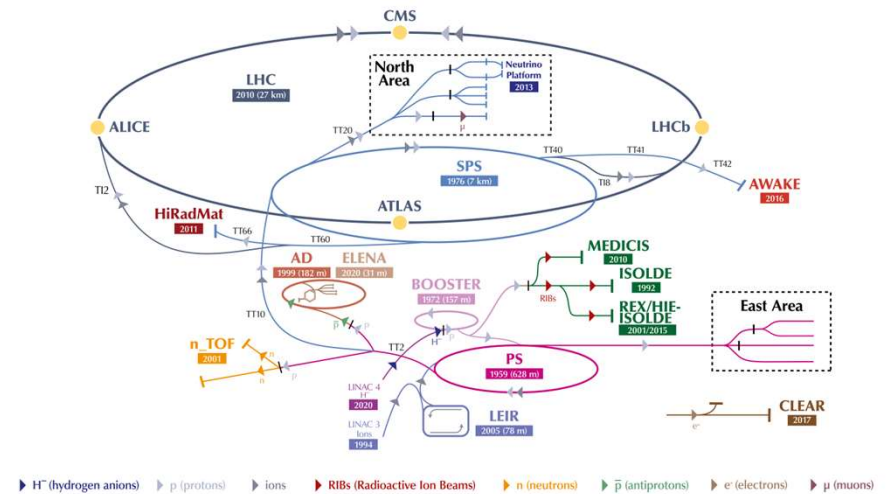 CMS
LHC
2010 (27 km)
North
Area
Neutrino
Platform
2013
ALICE
LHCb
TT20
μ
SPS
1976 (7 km)
TT40
TT41
TT42
TI8
TI2
AWAKE
2016
HiRadMat
2011
ATLAS
TT66
TT60
AD
1999 (182 m)
ELENA
2020 (31 m)
MEDICIS
2010
BOOSTER
1972 (157 m)
ISOLDE
1992
RIBs
REX/HIE-
ISOLDE
2001/2015
East Area
TT10
p̅
p
H⁻
p
TT2
n_TOF
2001
n
n
p
PS
1959 (628 m)
LINAC 4
H⁻
2020
LINAC 3
Ions
1994
LEIR
2005 (78 m)
e-
CLEAR
2017
H⁻ (hydrogen anions)
p (protons)
ions
RIBs (Radioactive Ion Beams)
n (neutrons)
p̅ (antiprotons)
e- (electrons)
μ (muons)